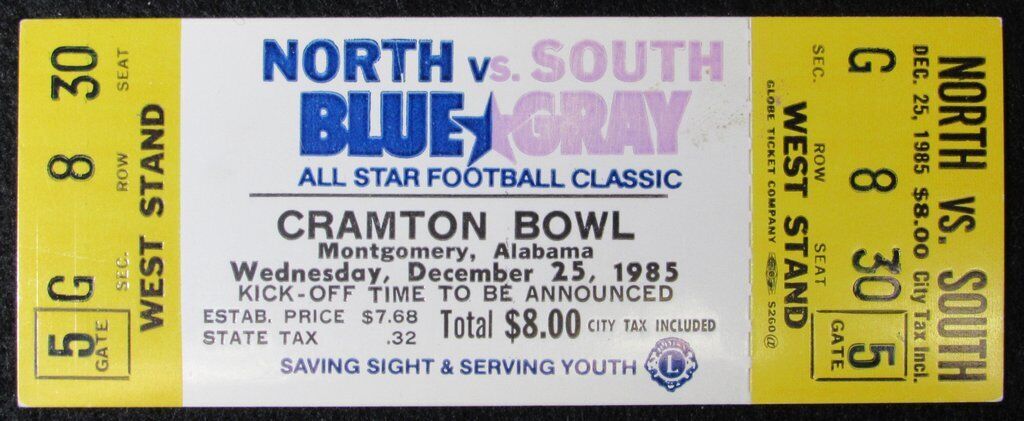 30 SEAT
8 ROW
G SEC.
5 GATE
WEST STAND
NORTH vs. SOUTH
BLUE GRAY
ALL STAR FOOTBALL CLASSIC
CRAMTON BOWL
Montgomery, Alabama
Wednesday, December 25, 1985
KICK-OFF TIME TO BE ANNOUNCED
ESTAB. PRICE $7.68
STATE TAX .32
Total $8.00 CITY TAX INCLUDED
SAVING SIGHT & SERVING YOUTH
L
NORTH VS. SOUTH
DEC. 25, 1985 $8.00 City Tax Incl.
G 8 30 5
SEC. ROW SEAT GATE
WEST STAND
GLOBE TICKET COMPANY S260